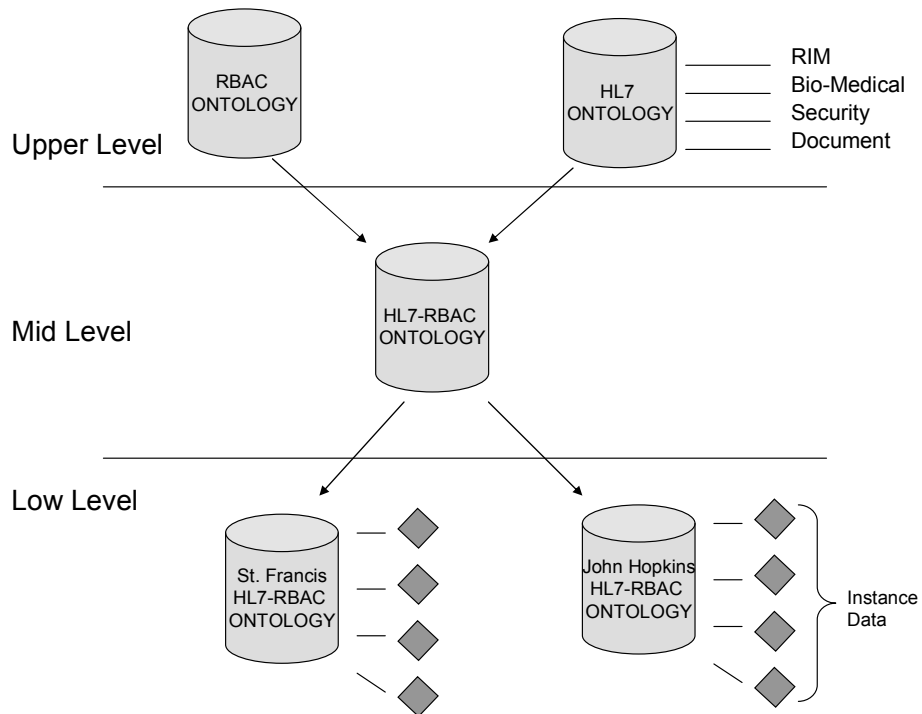 RBAC
ONTOLOGY
HL7
ONTOLOGY
RIM
Bio-Medical
Security
Document
Upper Level
HL7-RBAC
ONTOLOGY
Mid Level
Low Level
St. Francis
HL7-RBAC
ONTOLOGY
John Hopkins
HL7-RBAC
ONTOLOGY
Instance
Data